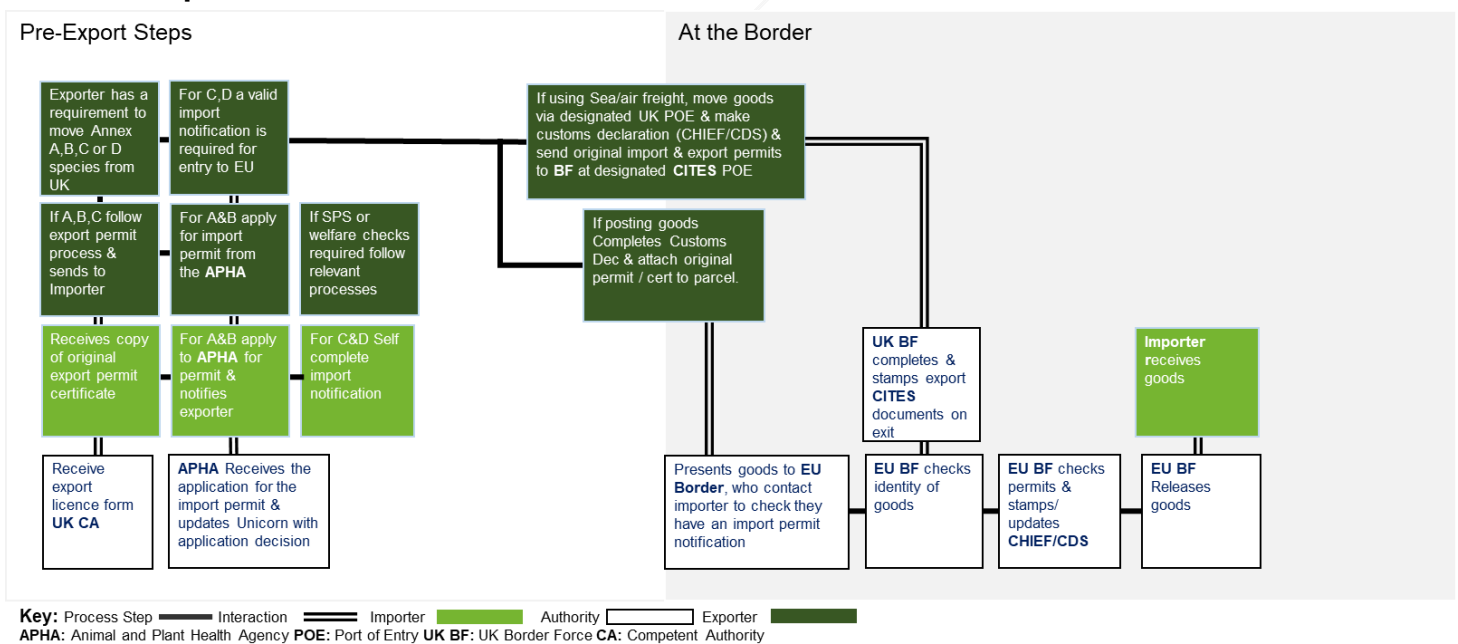 Pre-Export Steps
At the Border
Exporter has a
requirement to
move Annex
A,B,C or D
species from
UK
For C,D a valid
import
notification is
required for
entry to EU
If using Sea/air freight, move goods
via designated UK POE & make
customs declaration (CHIEF/CDS) &
send original import & export permits
to BF at designated CITES POE
If A,B,C follow
export permit
process &
sends to
Importer
For A&B apply
for import
permit from
the APHA
If SPS or
welfare checks
required follow
relevant
processes
If posting goods
Completes Customs
Dec & attach original
permit / cert to parcel.
Receives copy
of original
export permit
certificate
For A&B apply
to APHA for
permit &
notifies
exporter
For C&D Self
complete
import
notification
UK BF
completes &
stamps export
CITES
documents on
exit
Importer
receives
goods
Receive
export
licence form
UK CA
APHA Receives the
application for the
import permit &
updates Unicorn with
application decision
Presents goods to EU
Border, who contact
importer to check they
have an import permit
notification
EU BF checks
identity of
goods
EU BF checks
permits &
stamps/
updates
CHIEF/CDS
EU BF
Releases
goods
Key: Process Step Interaction Importer Authority Exporter
APHA: Animal and Plant Health Agency POE: Port of Entry UK BF: UK Border Force CA: Competent Authority